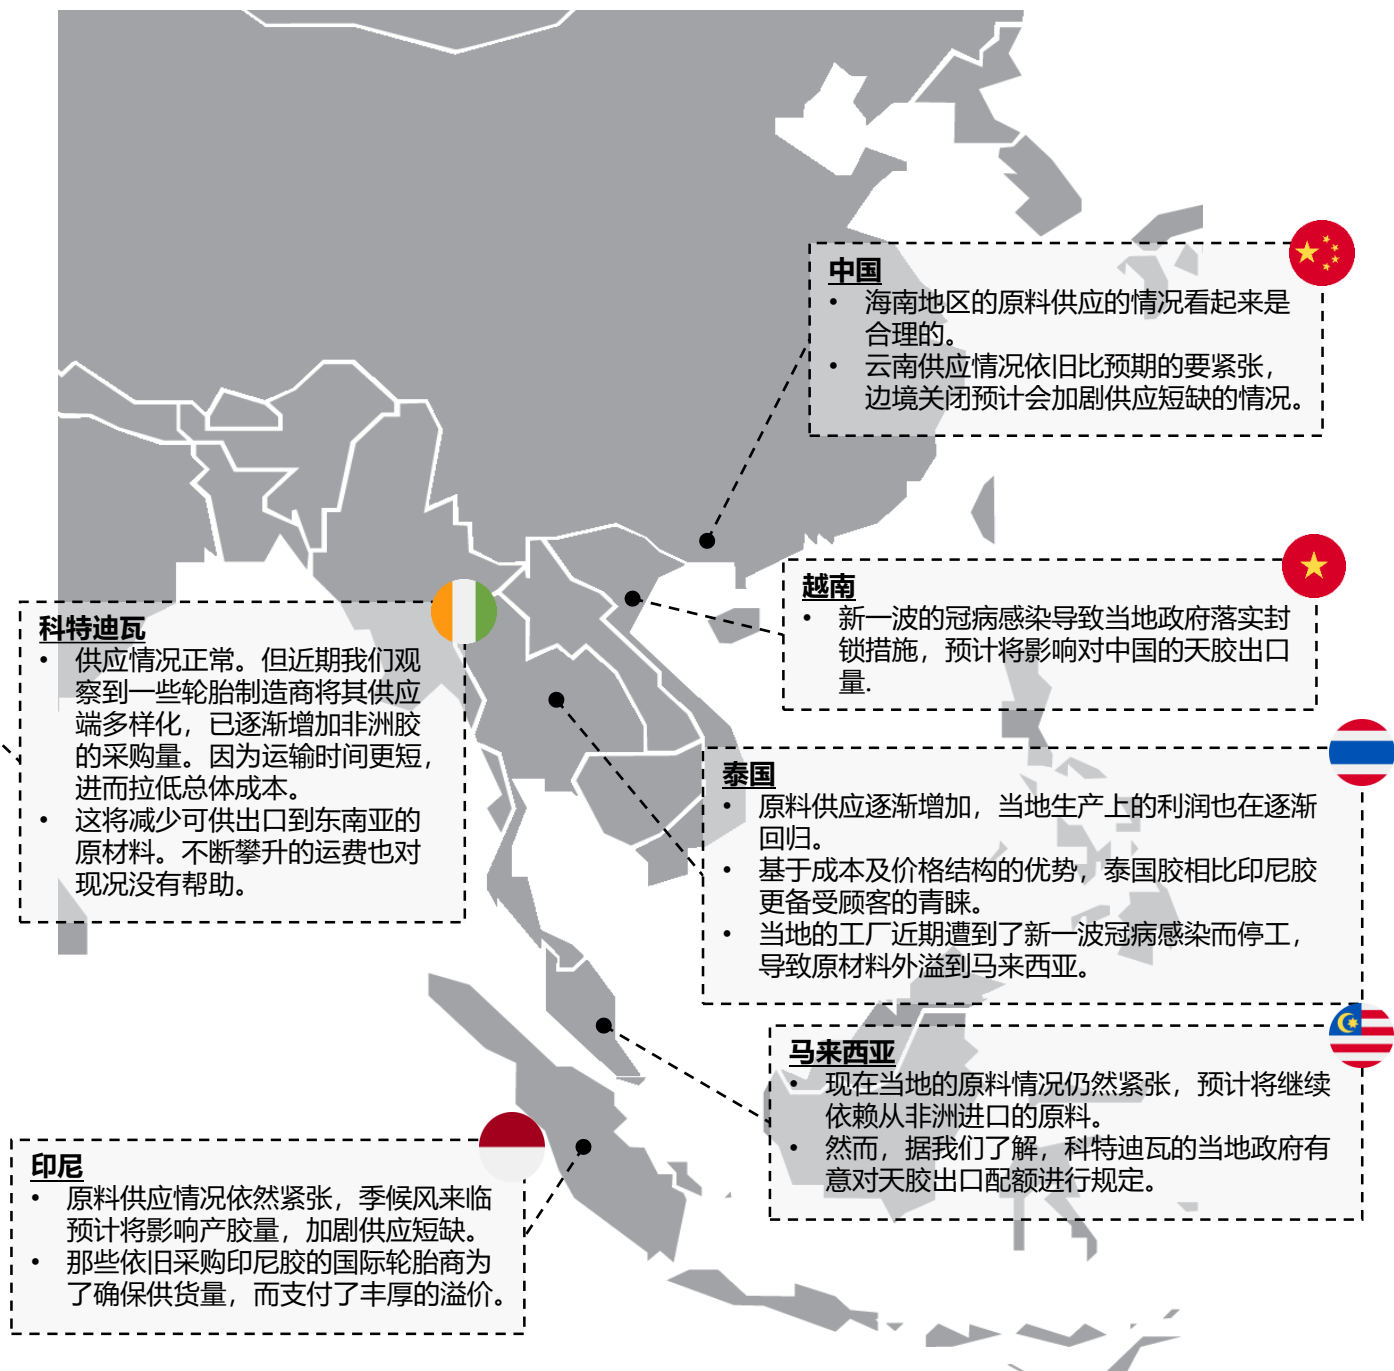 中国
• 海南地区的原料供应的情况看起来是
合理的。
• 云南供应情况依旧比预期的要紧张，
边境关闭预计会加剧供应短缺的情况。
越南
• 新一波的冠病感染导致当地政府落实封
锁措施，预计将影响对中国的天胶出口
量.
科特迪瓦
• 供应情况正常。但近期我们观
察到一些轮胎制造商将其供应
端多样化，已逐渐增加非洲胶
的采购量。因为运输时间更短，
进而拉低总体成本。
• 这将减少可供出口到东南亚的
原材料。不断攀升的运费也对
现况没有帮助。
泰国
• 原料供应逐渐增加，当地生产上的利润也在逐渐
回归。
• 基于成本及价格结构的优势，泰国胶相比印尼胶
更备受顾客的青睐。
• 当地的工厂近期遭到了新一波冠病感染而停工，
导致原材料外溢到马来西亚。
马来西亚
• 现在当地的原料情况仍然紧张，预计将继续
依赖从非洲进口的原料。
• 然而，据我们了解，科特迪瓦的当地政府有
意对天胶出口配额进行规定。
印尼
• 原料供应情况依然紧张，季候风来临
预计将影响产胶量，加剧供应短缺。
• 那些依旧采购印尼胶的国际轮胎商为
了确保供货量，而支付了丰厚的溢价。